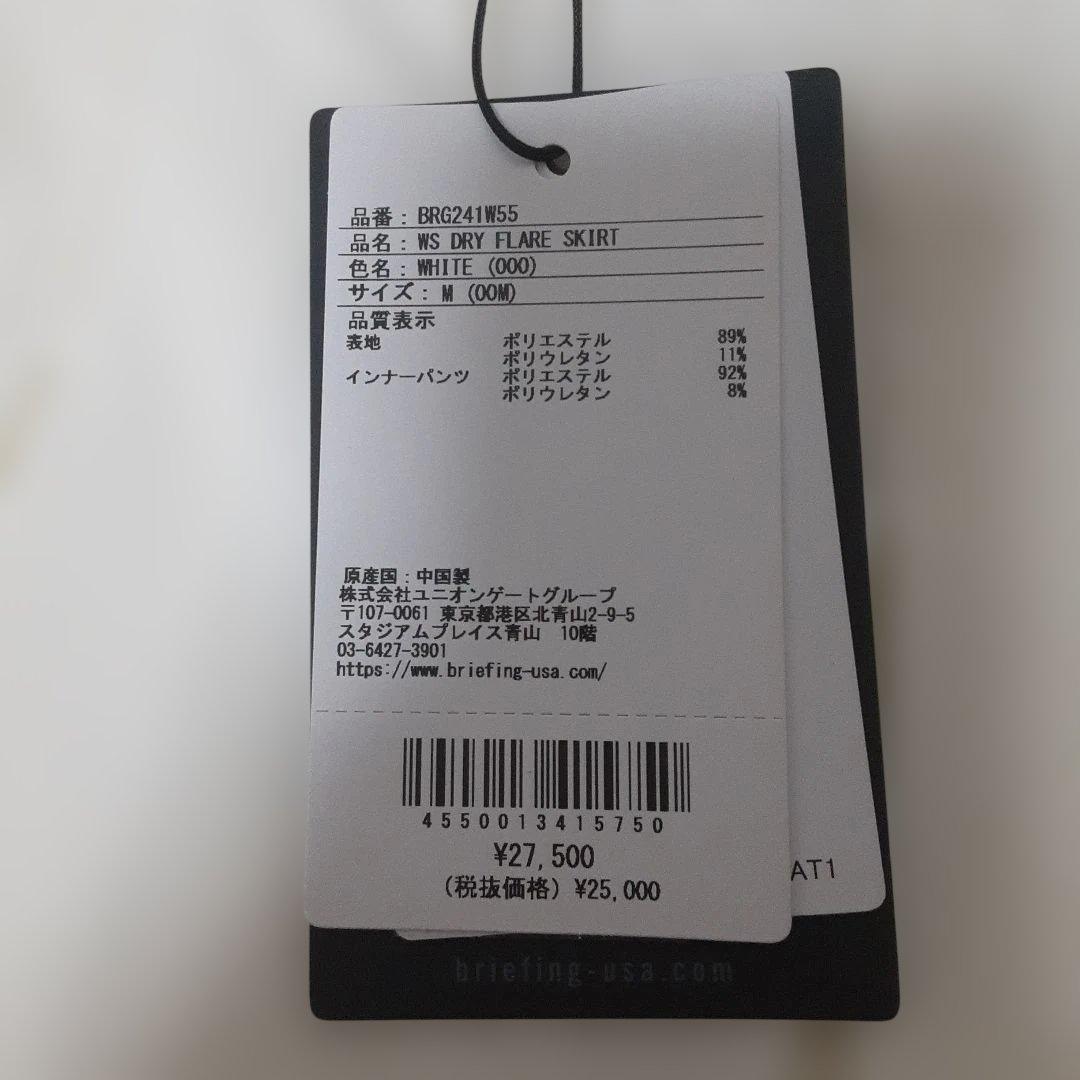 品番：BRG241W55
品名：WS DRY FLARE SKIRT
色名：WHITE (000)
サイズ：M (00M)
品質表示
表地 ポリエステル 89%
ポリウレタン 11%
インナーパンツ ポリエステル 92%
ポリウレタン 8%
原産国：中国製
株式会社ユニオンゲートグループ
〒107-0061 東京都港区北青山2-9-5
スタジアムプレイス青山　10階
03-6427-3901
https://www.briefing-usa.com/
4550013415750
¥27,500
(税抜価格) ¥25,000
AT1
briefing-usa.com